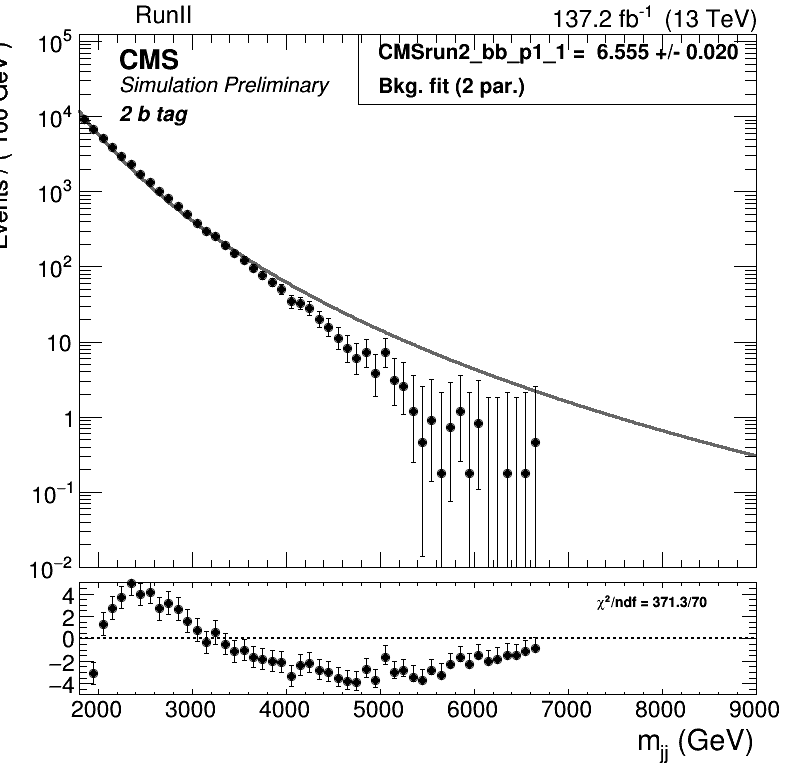 RunII
137.2 fb⁻¹ (13 TeV)
CMS
Simulation Preliminary
2 b tag
CMSrun2_bb_p1_1 = 6.555 +/- 0.020
Bkg. fit (2 par.)
10⁵
10⁴
10³
10²
10
1
10⁻¹
10⁻²
χ²/ndf = 371.3/70
4
2
0
−2
−4
2000 3000 4000 5000 6000 7000 8000 9000
m_jj (GeV)